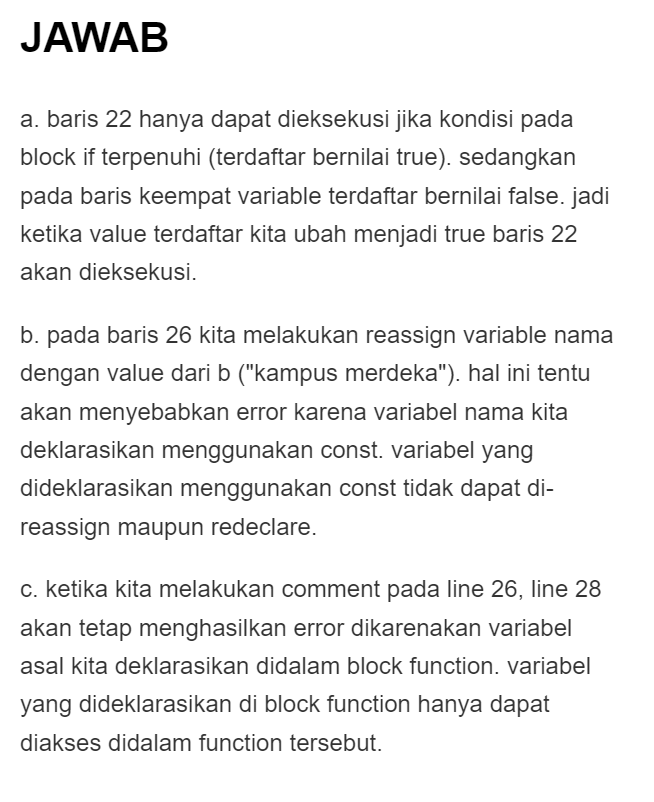 JAWAB
a. baris 22 hanya dapat dieksekusi jika kondisi pada
block if terpenuhi (terdaftar bernilai true). sedangkan
pada baris keempat variable terdaftar bernilai false. jadi
ketika value terdaftar kita ubah menjadi true baris 22
akan dieksekusi.
b. pada baris 26 kita melakukan reassign variable nama
dengan value dari b ("kampus merdeka"). hal ini tentu
akan menyebabkan error karena variabel nama kita
deklarasikan menggunakan const. variabel yang
dideklarasikan menggunakan const tidak dapat di-
reassign maupun redeclare.
c. ketika kita melakukan comment pada line 26, line 28
akan tetap menghasilkan error dikarenakan variabel
asal kita deklarasikan didalam block function. variabel
yang dideklarasikan di block function hanya dapat
diakses didalam function tersebut.